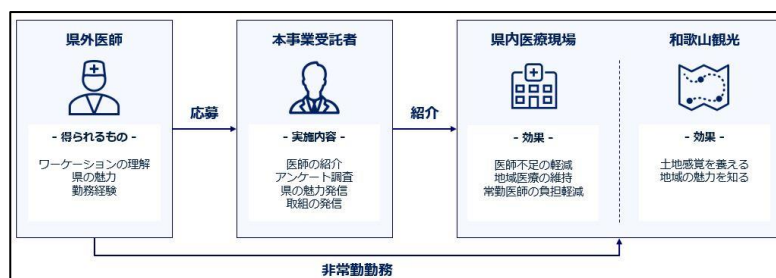 県外医師
- 得られるもの -
ワーケーションの理解
県の魅力
勤務経験
応募
本事業受託者
- 実施内容 -
医師の紹介
アンケート調査
県の魅力発信
取組の発信
紹介
県内医療現場
- 効果 -
医師不足の軽減
地域医療の維持
常勤医師の負担軽減
和歌山観光
- 効果 -
土地感覚を養える
地域の魅力を知る
非常勤勤務